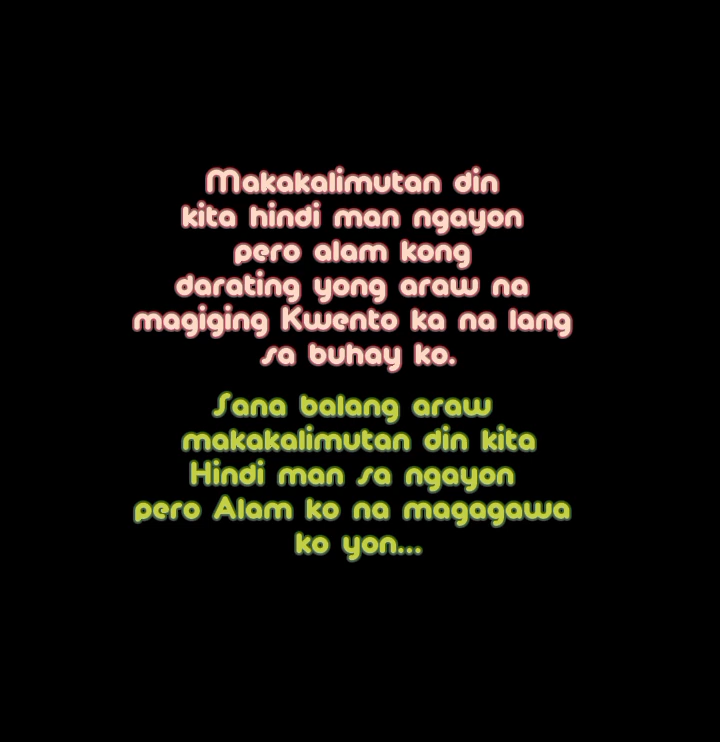 Makakalimutan din
kita hindi man ngayon
pero alam kong
darating yong araw na
magiging Kwento ka na lang
sa buhay ko.
Sana balang araw
makakalimutan din kita
Hindi man sa ngayon
pero Alam ko na magagawa
ko yon...